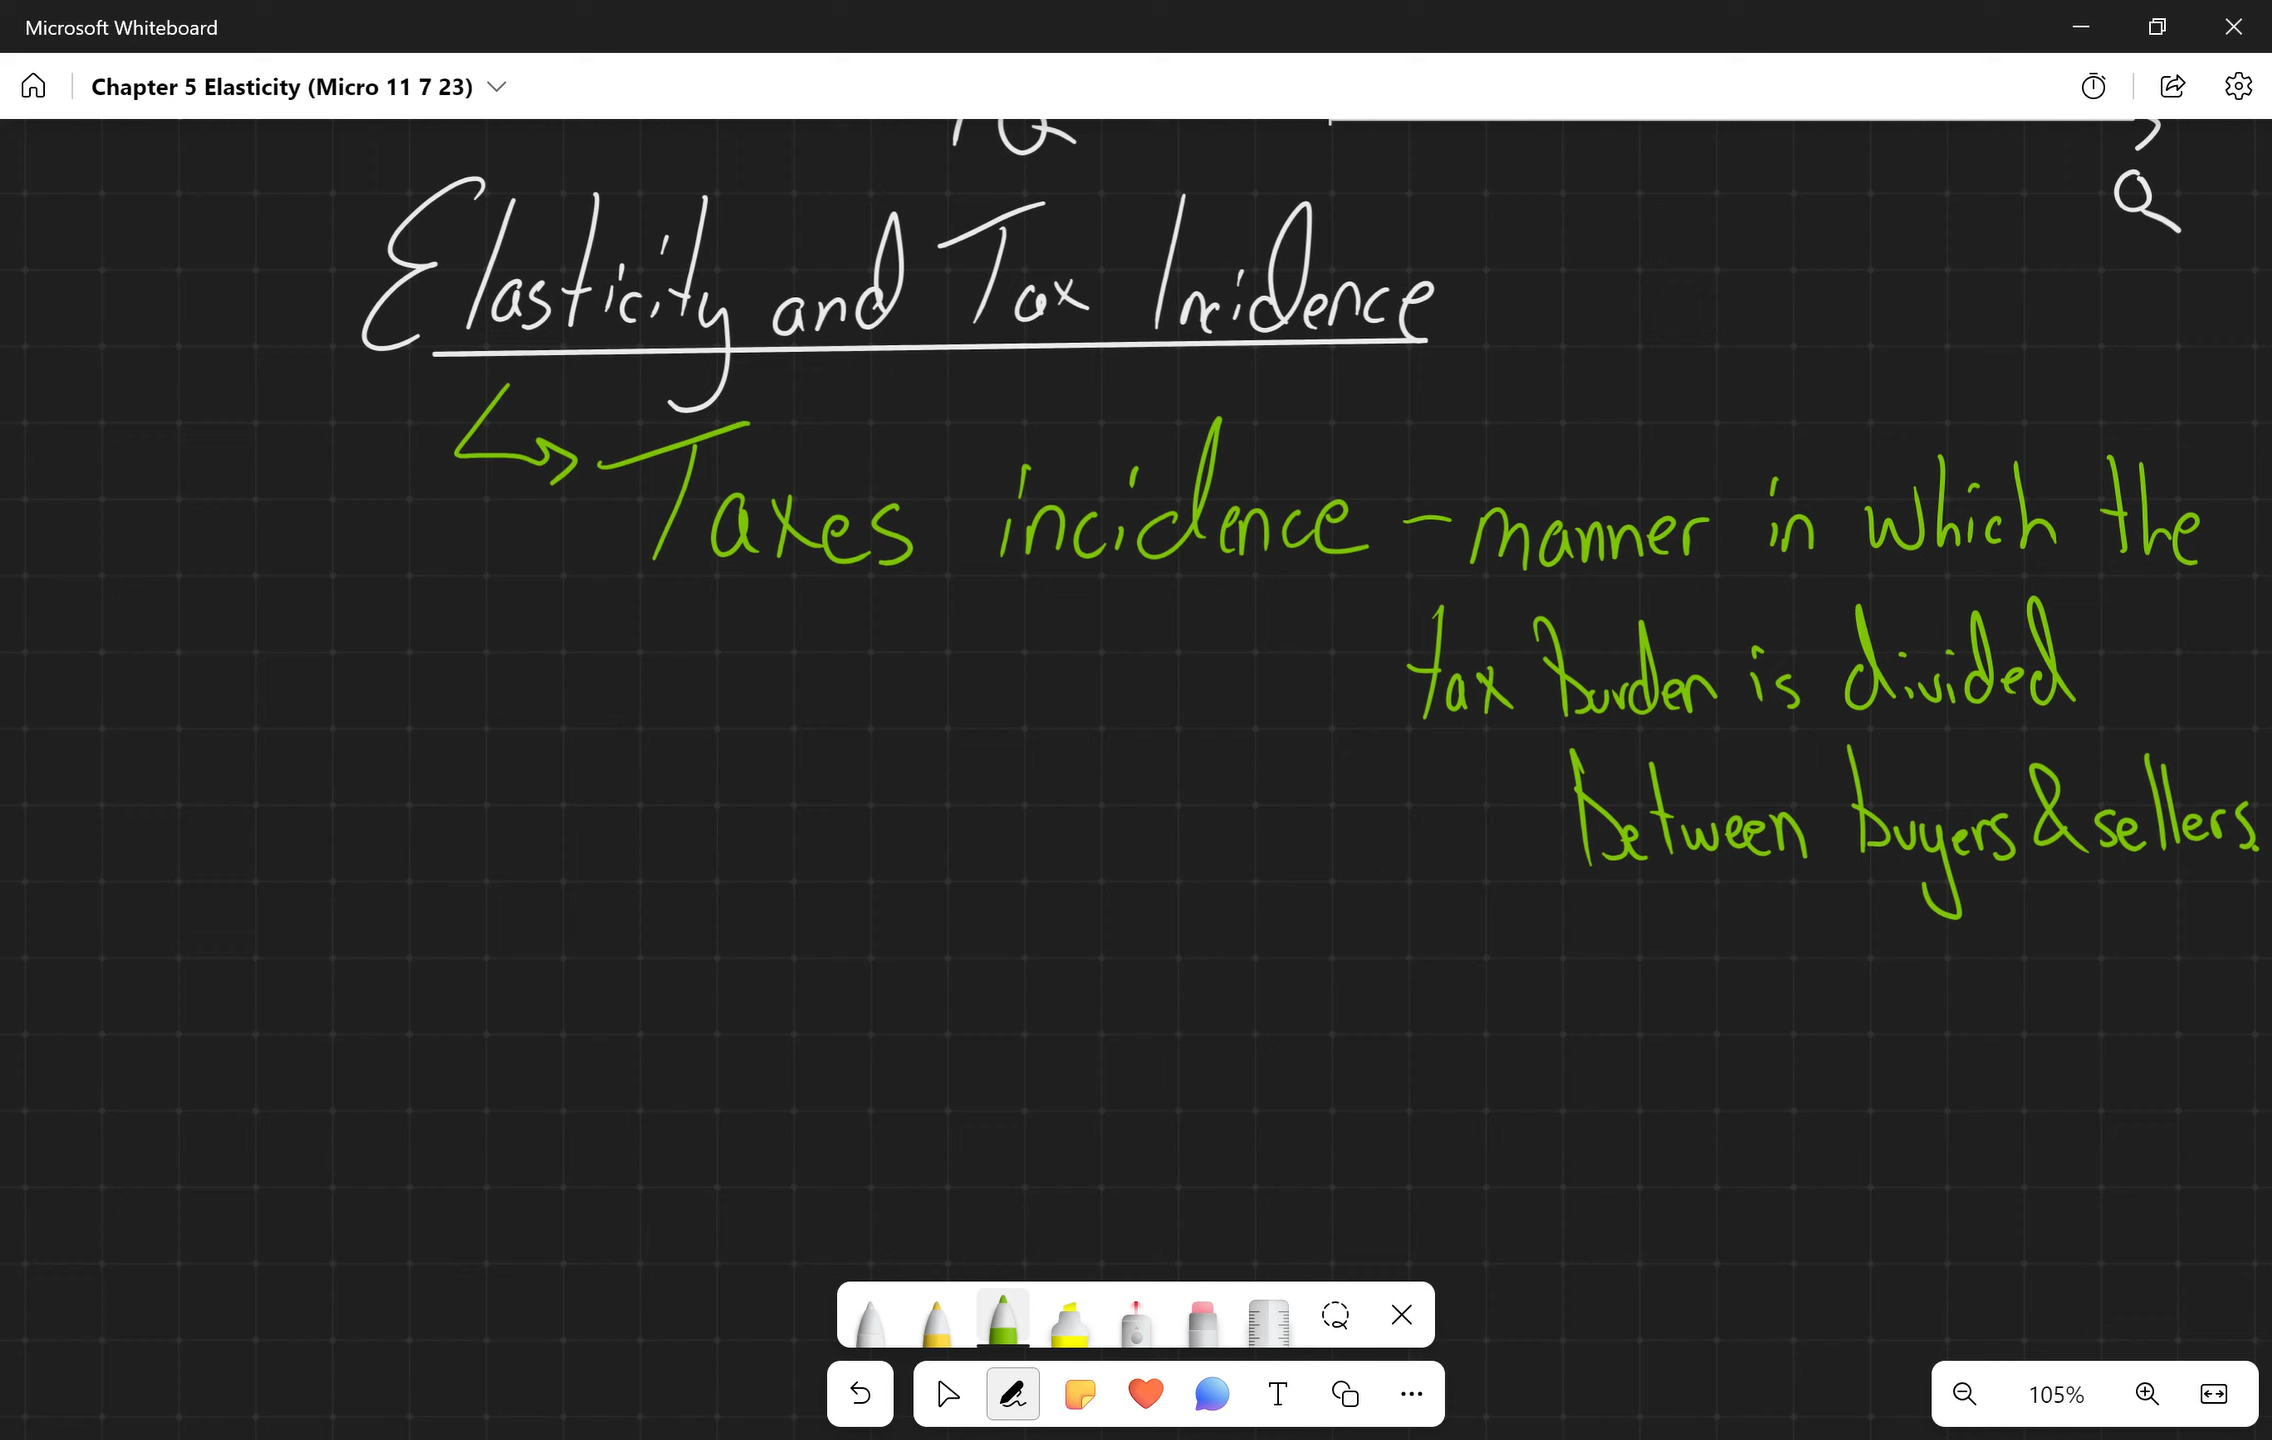 Microsoft Whiteboard
Chapter 5 Elasticity (Micro 11 7 23)
Q
Q
Elasticity and Tax Incidence
Taxes incidence - manner in which the
tax burden is divided
between buyers & sellers.
T
105%